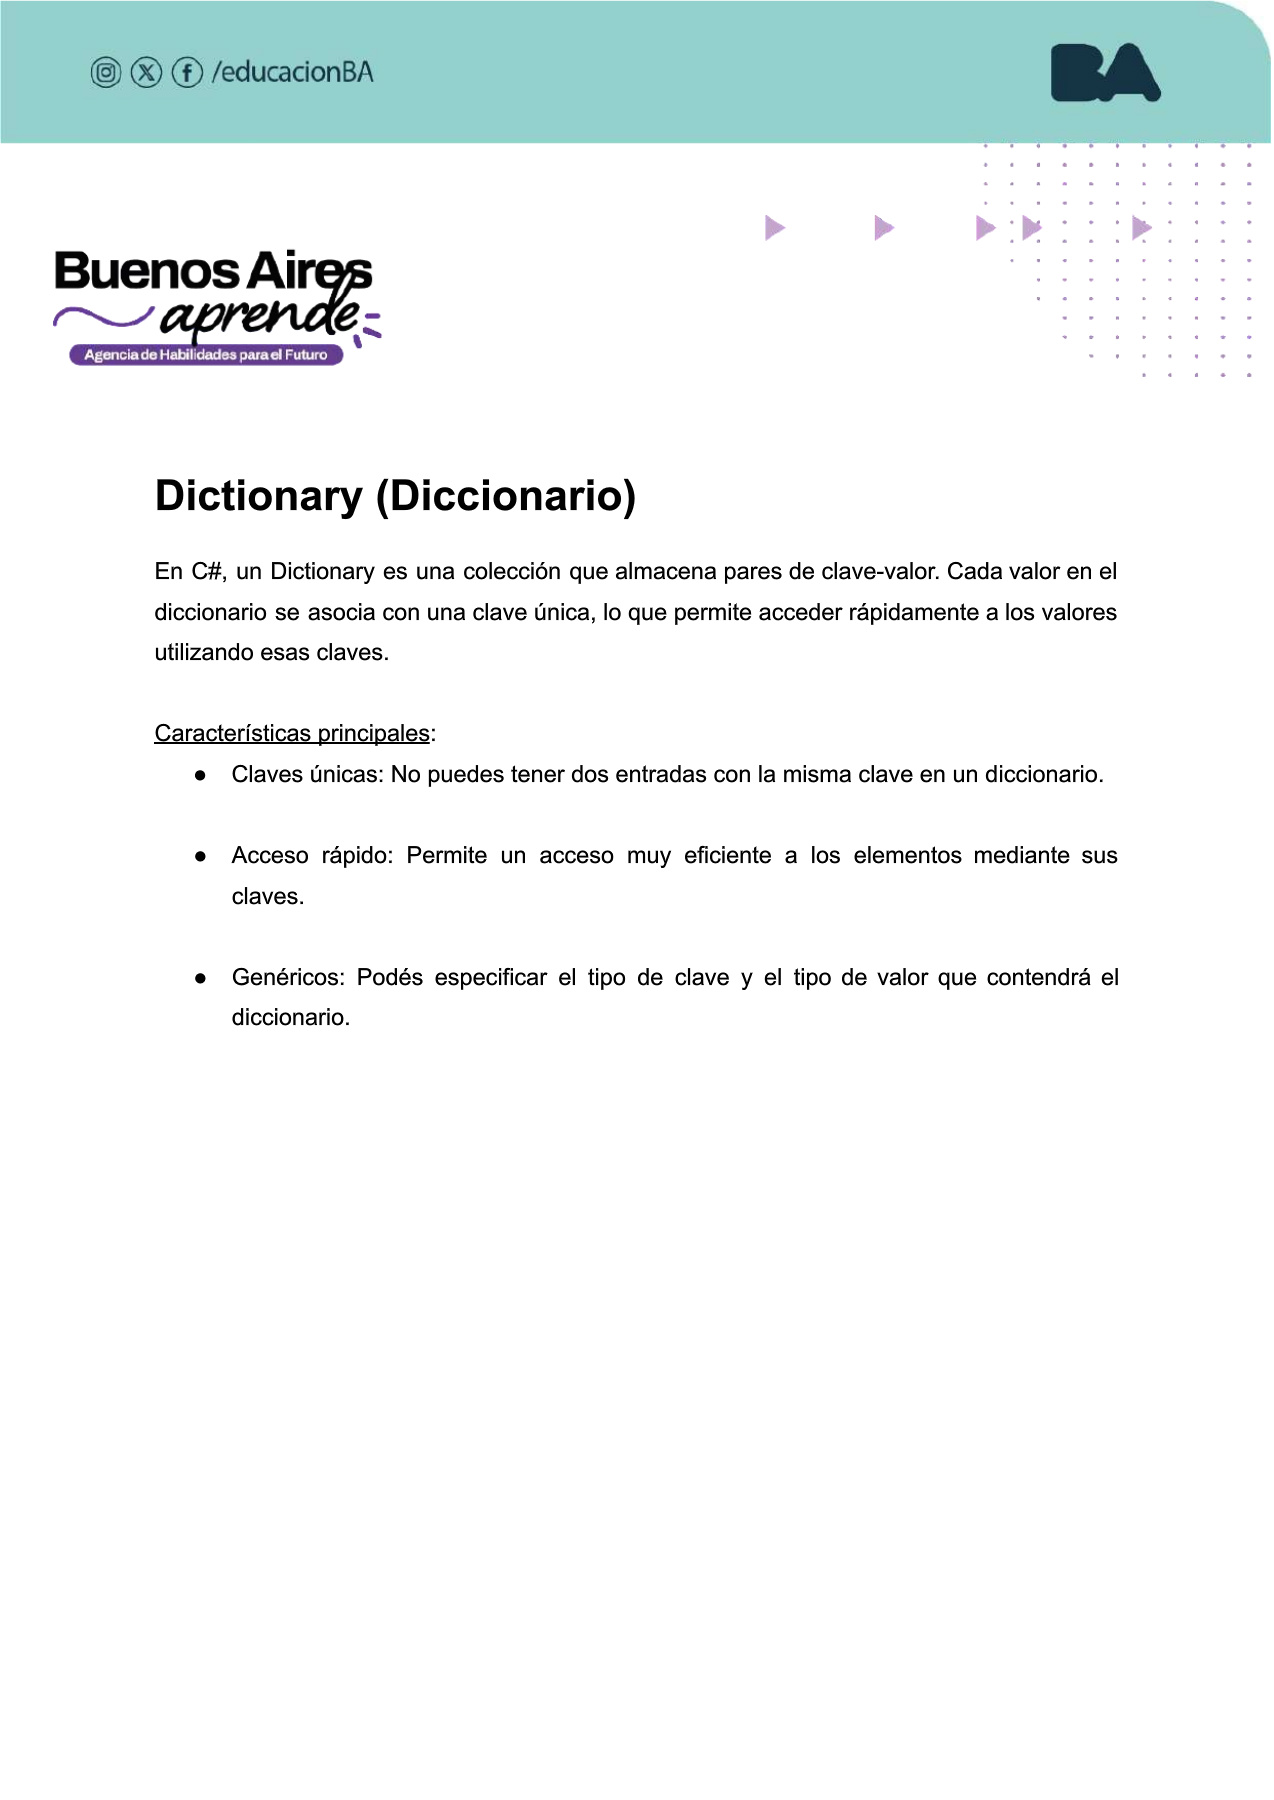 /educacionBA
BA
Buenos Aires
aprende
Agencia de Habilidades para el Futuro
Dictionary (Diccionario)
En C#, un Dictionary es una colección que almacena pares de clave-valor. Cada valor en el
diccionario se asocia con una clave única, lo que permite acceder rápidamente a los valores
utilizando esas claves.
Características principales:
● Claves únicas: No puedes tener dos entradas con la misma clave en un diccionario.
● Acceso rápido: Permite un acceso muy eficiente a los elementos mediante sus
claves.
● Genéricos: Podés especificar el tipo de clave y el tipo de valor que contendrá el
diccionario.